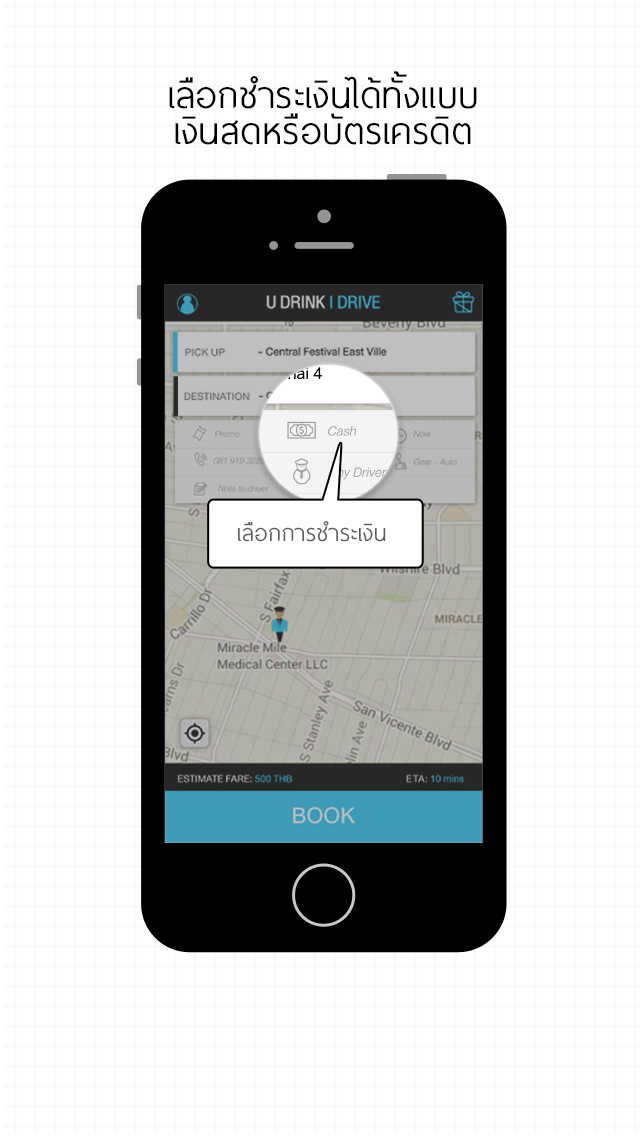 เลือกชำระเงินได้ทั้งแบบ
เงินสดหรือบัตรเครดิต
U DRINK I DRIVE
Beverly Blvd
PICK UP - Central Festival East Ville
4
DESTINATION -
Promo Cash Now
081 919 Driver Gear - Auto
Note to driver
เลือกการชำระเงิน
Wilshire Blvd
S Fairfax
Carrillo Dr
MIRACLE
Miracle Mile
Medical Center LLC
S Stanley Ave
San Vicente Blvd
Dr
Ave
Blvd
ESTIMATE FARE: 500 THB ETA: 10 mins
BOOK